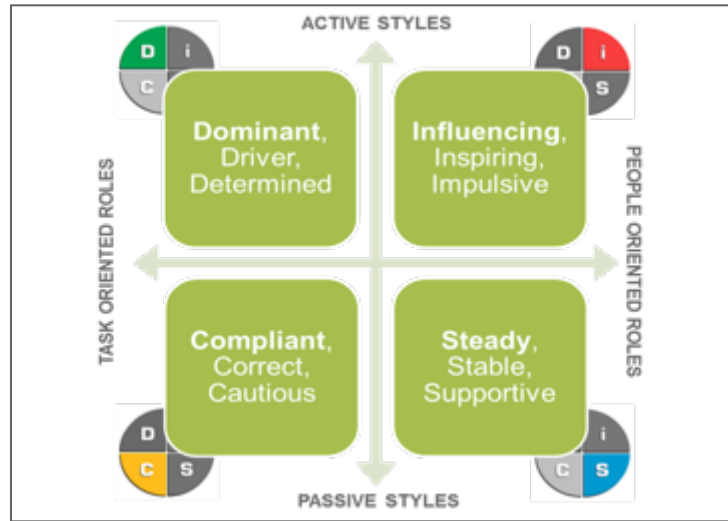 ACTIVE STYLES
D i
C
D i
S
Dominant,
Driver,
Determined
Influencing,
Inspiring,
Impulsive
TASK ORIENTED ROLES
PEOPLE ORIENTED ROLES
Compliant,
Correct,
Cautious
Steady,
Stable,
Supportive
D
C S
i
C S
PASSIVE STYLES